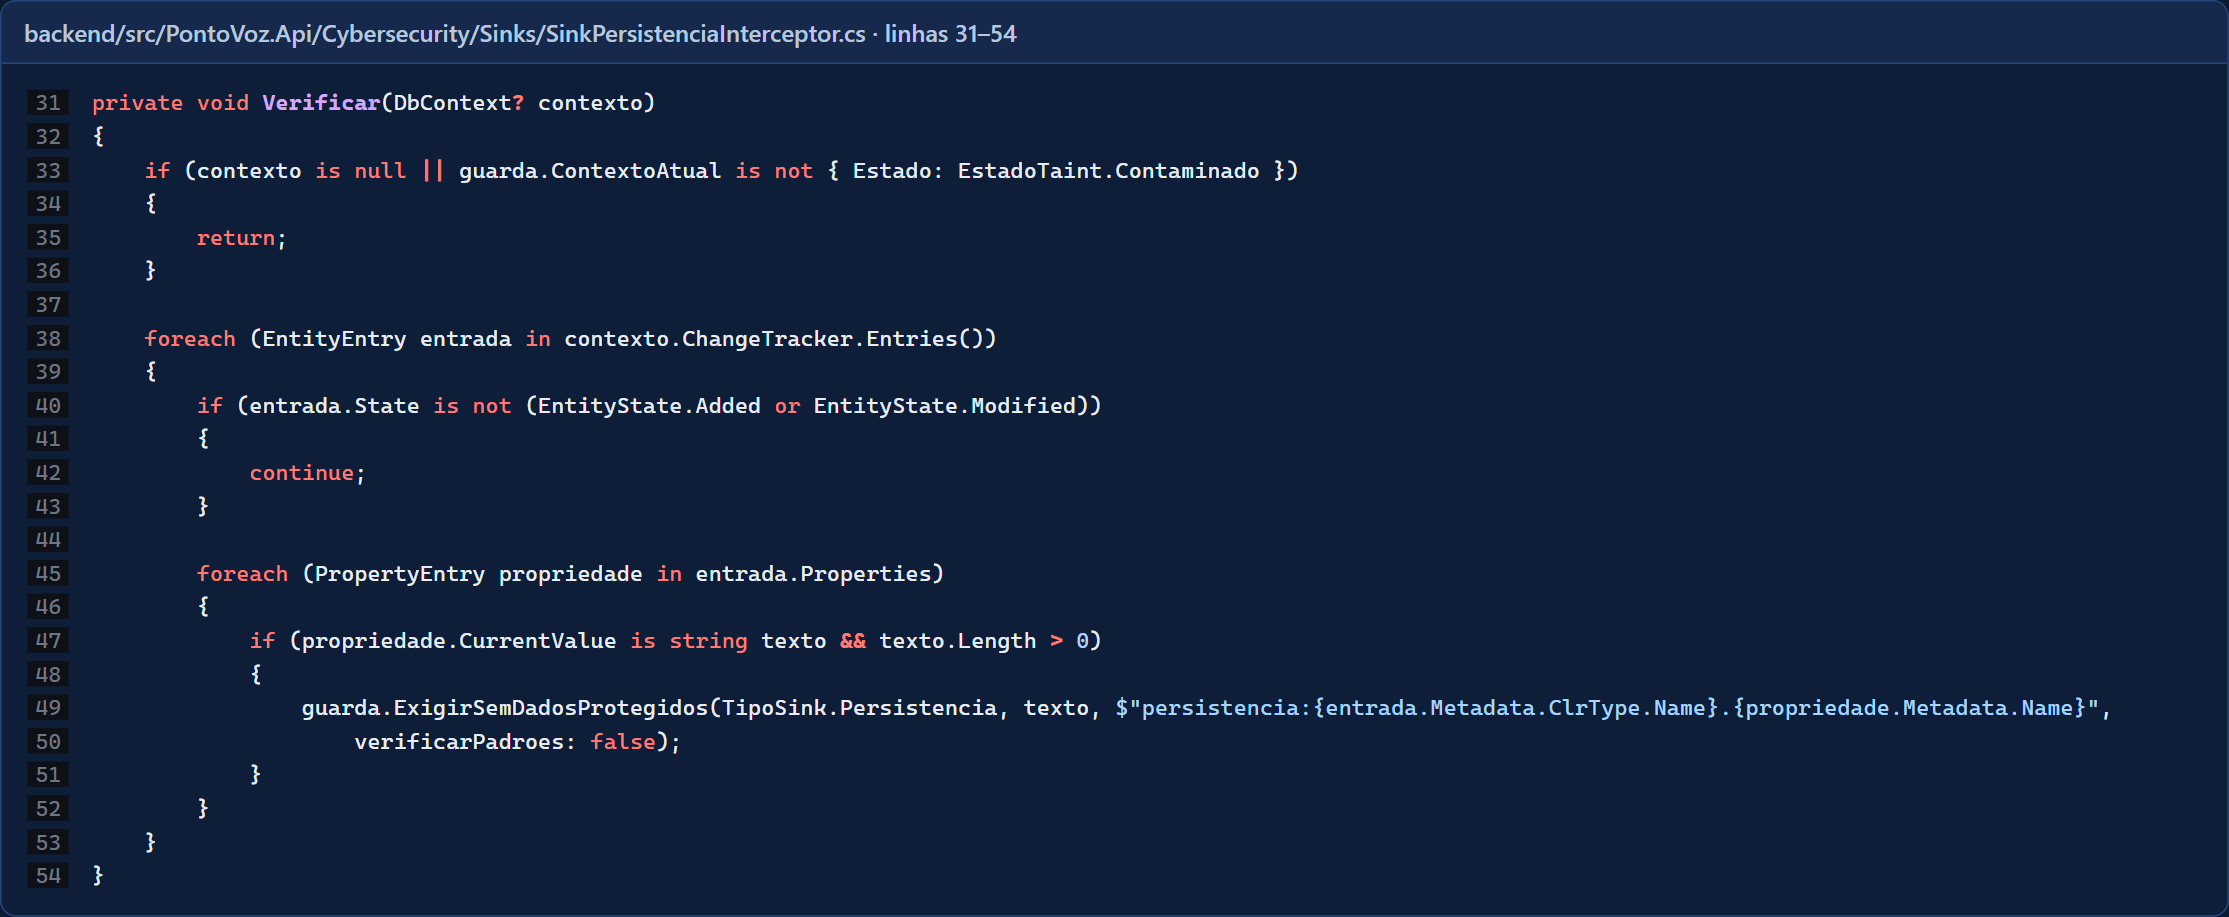 backend/src/PontoVoz.Api/Cybersecurity/Sinks/SinkPersistenciaInterceptor.cs · linhas 31–54
31 private void Verificar(DbContext? contexto)
32 {
33     if (contexto is null || guarda.ContextoAtual is not { Estado: EstadoTaint.Contaminado })
34     {
35         return;
36     }
37
38     foreach (EntityEntry entrada in contexto.ChangeTracker.Entries())
39     {
40         if (entrada.State is not (EntityState.Added or EntityState.Modified))
41         {
42             continue;
43         }
44
45         foreach (PropertyEntry propriedade in entrada.Properties)
46         {
47             if (propriedade.CurrentValue is string texto && texto.Length > 0)
48             {
49                 guarda.ExigirSemDadosProtegidos(TipoSink.Persistencia, texto, $"persistencia:{entrada.Metadata.ClrType.Name}.{propriedade.Metadata.Name}",
50                     verificarPadroes: false);
51             }
52         }
53     }
54 }